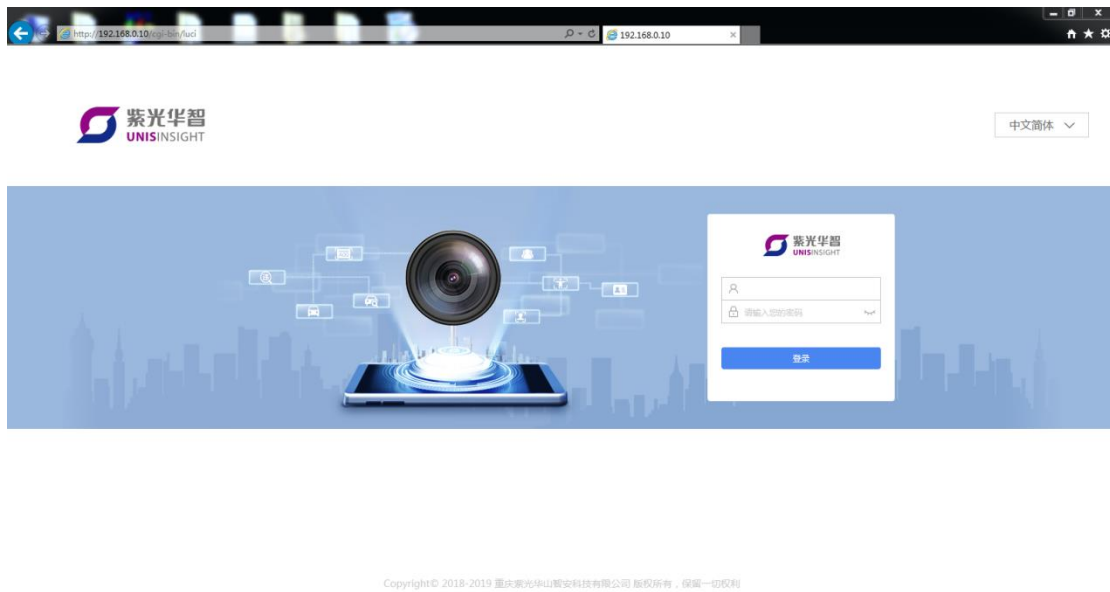 http://192.168.0.10/cgi-bin/luci
192.168.0.10
紫光华智
UNISINSIGHT
中文简体
紫光华智
UNISINSIGHT
请输入您的密码
登录
Copyright© 2018-2019 重庆紫光华山智安科技有限公司 版权所有，保留一切权利